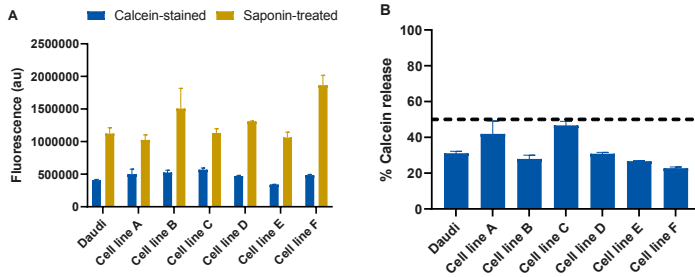 A
Calcein-stained
Saponin-treated
Fluorescence (au)
2500000
2000000
1500000
1000000
500000
0
Daudi
Cell line A
Cell line B
Cell line C
Cell line D
Cell line E
Cell line F
B
% Calcein release
100
80
60
40
20
0
Daudi
Cell line A
Cell line B
Cell line C
Cell line D
Cell line E
Cell line F